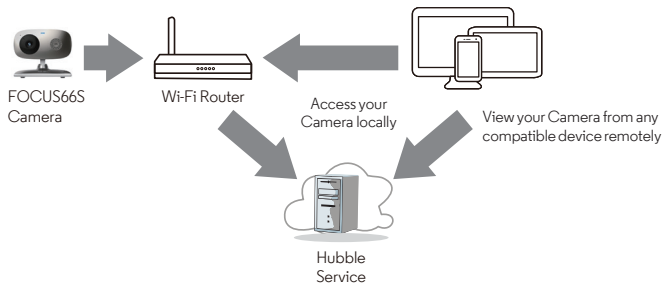 FOCUS66S
Camera
Wi-Fi Router
Access your
Camera locally
View your Camera from any
compatible device remotely
Hubble
Service